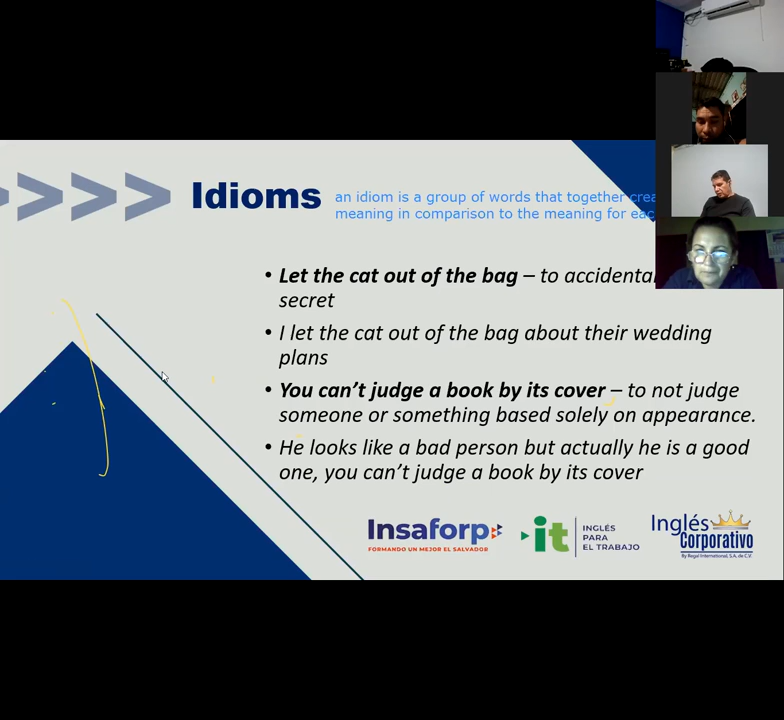 Idioms
an idiom is a group of words that together
meaning in comparison to the meaning for
• Let the cat out of the bag – to
secret
• I let the cat out of the bag about their wedding
plans
• You can’t judge a book by its cover – to not judge
someone or something based solely on appearance.
• He looks like a bad person but actually he is a good
one, you can’t judge a book by its cover
Insaforp
FORMANDO UN MEJOR EL SALVADOR
it
INGLÉS
PARA
EL TRABAJO
Inglés
Corporativo
By Regal International, S.A. de C.V.